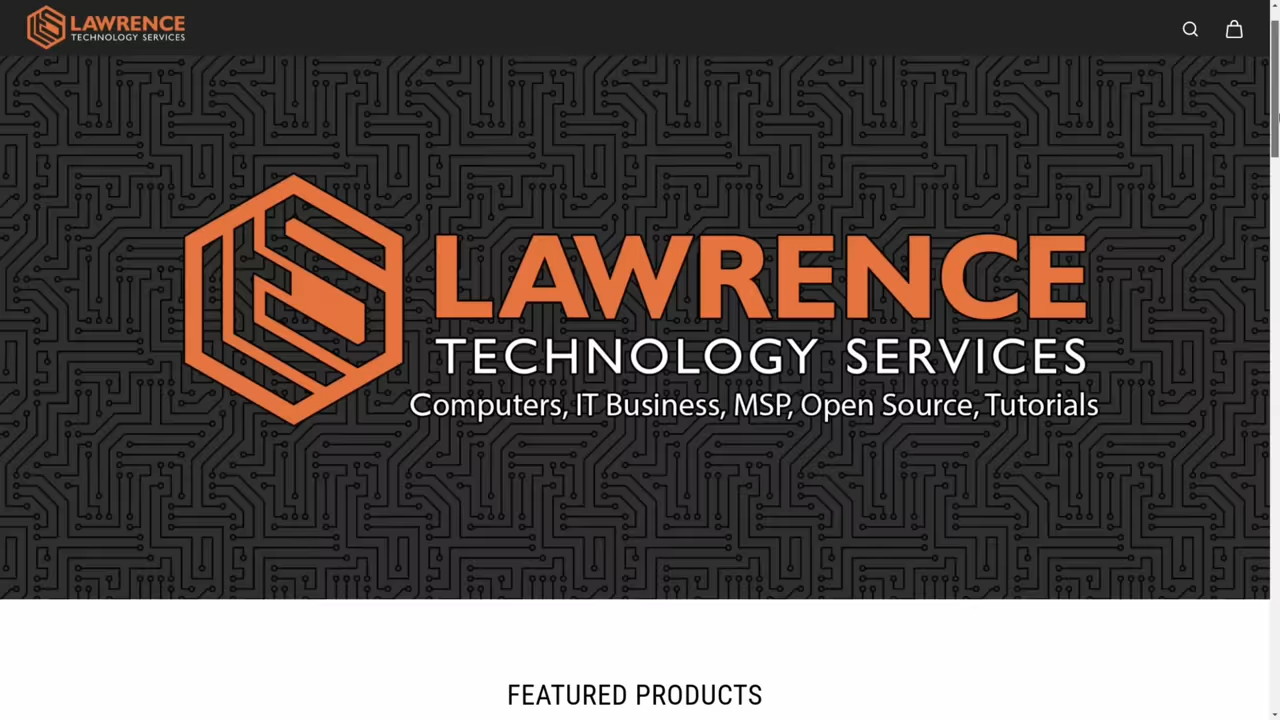 LAWRENCE
TECHNOLOGY SERVICES
LAWRENCE
TECHNOLOGY SERVICES
Computers, IT Business, MSP, Open Source, Tutorials
FEATURED PRODUCTS